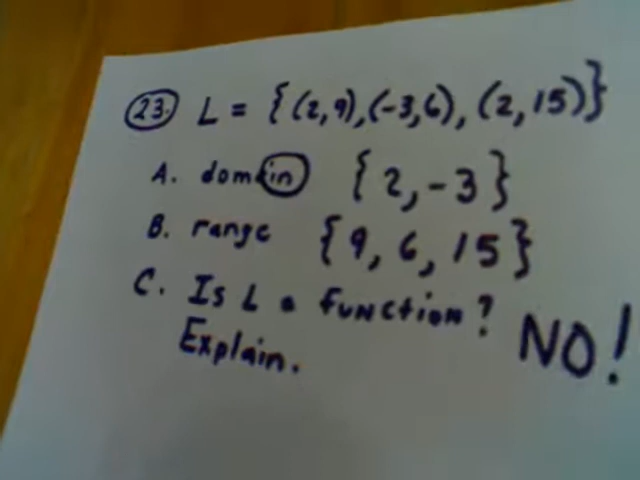 23. L = {(2,9),(-3,6), (2,15)}
A. domain {2,-3}
B. range {9, 6, 15}
C. Is L a function?
Explain. NO!